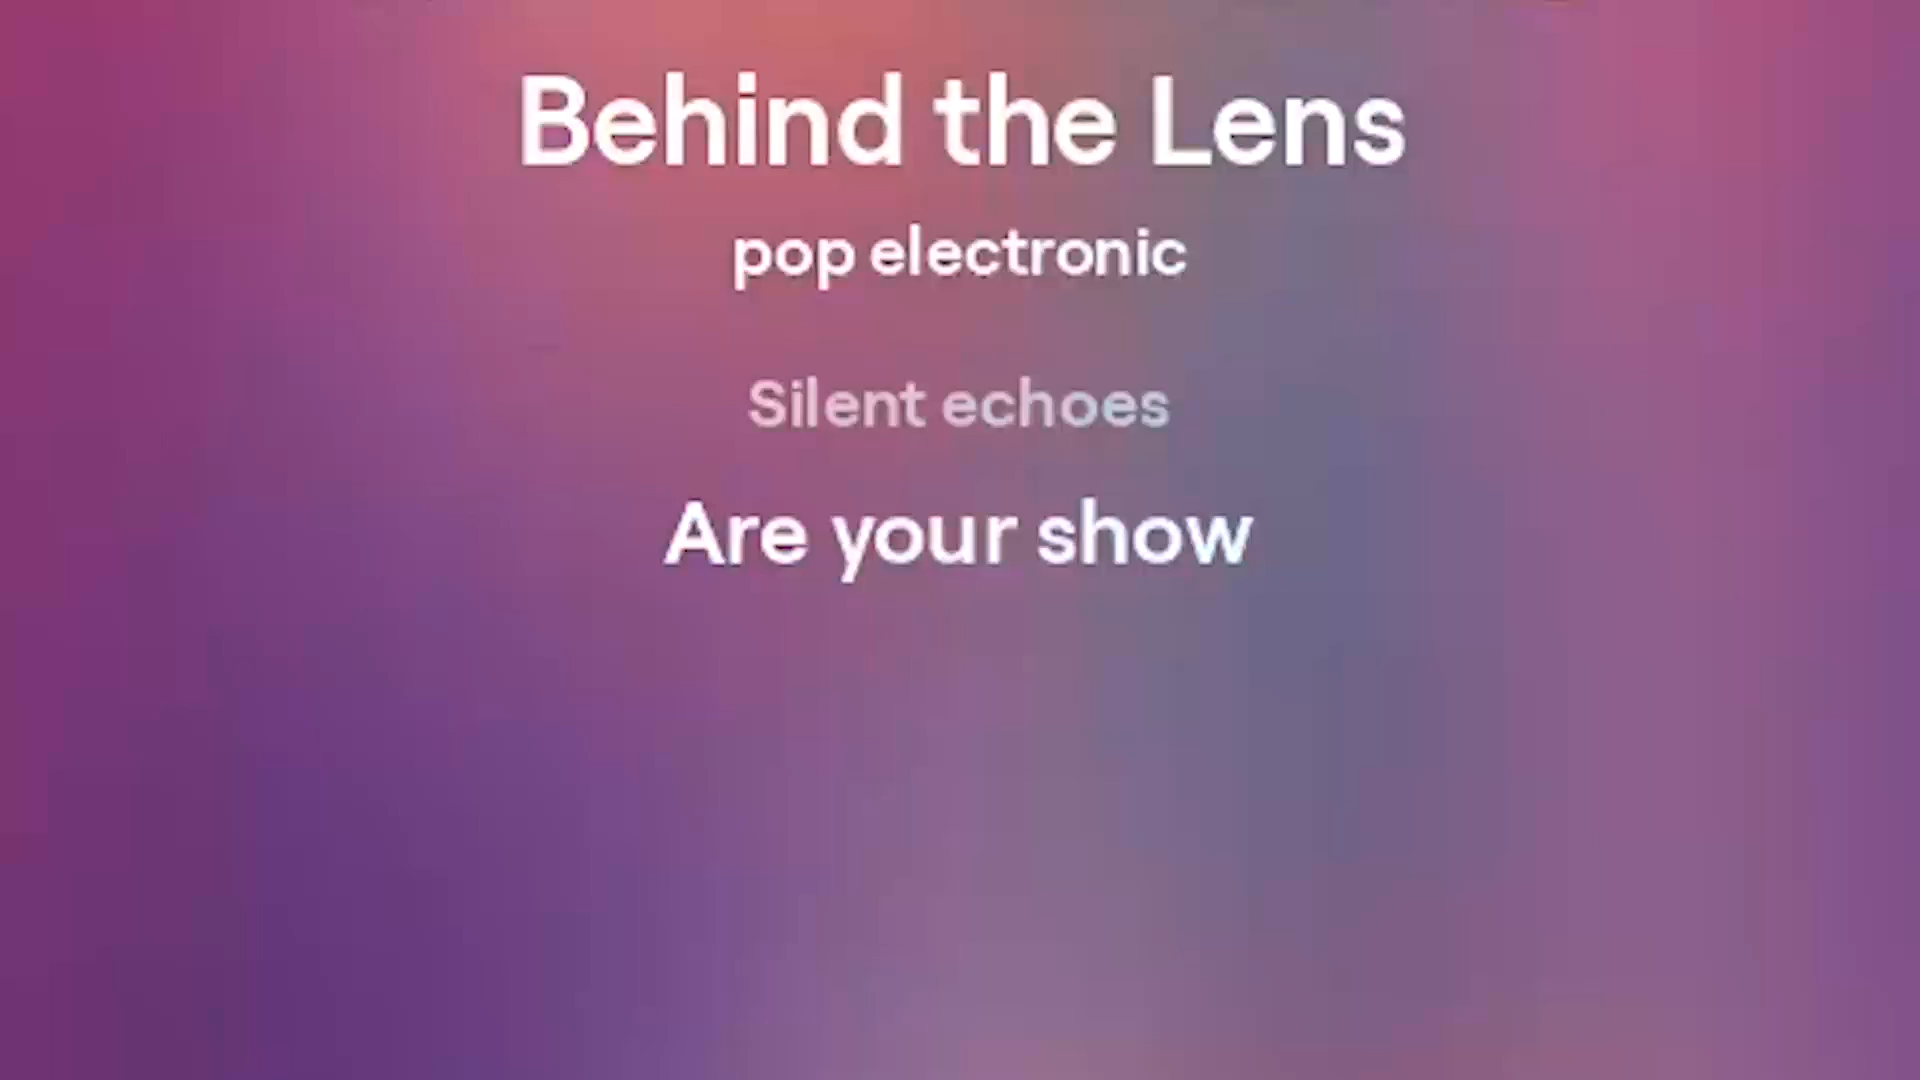 Behind the Lens
pop electronic
Silent echoes
Are your show